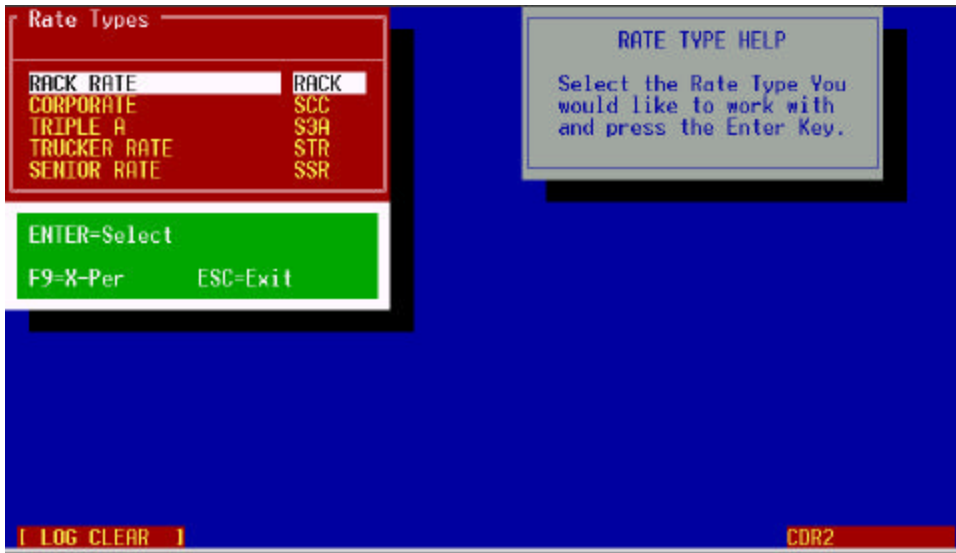 Rate Types
RACK RATE RACK
CORPORATE SCC
TRIPLE A S3A
TRUCKER RATE STR
SENIOR RATE SSR
ENTER=Select
F9=X-Per ESC=Exit
RATE TYPE HELP
Select the Rate Type You
would like to work with
and press the Enter Key.
[ LOG CLEAR ]
CDR2